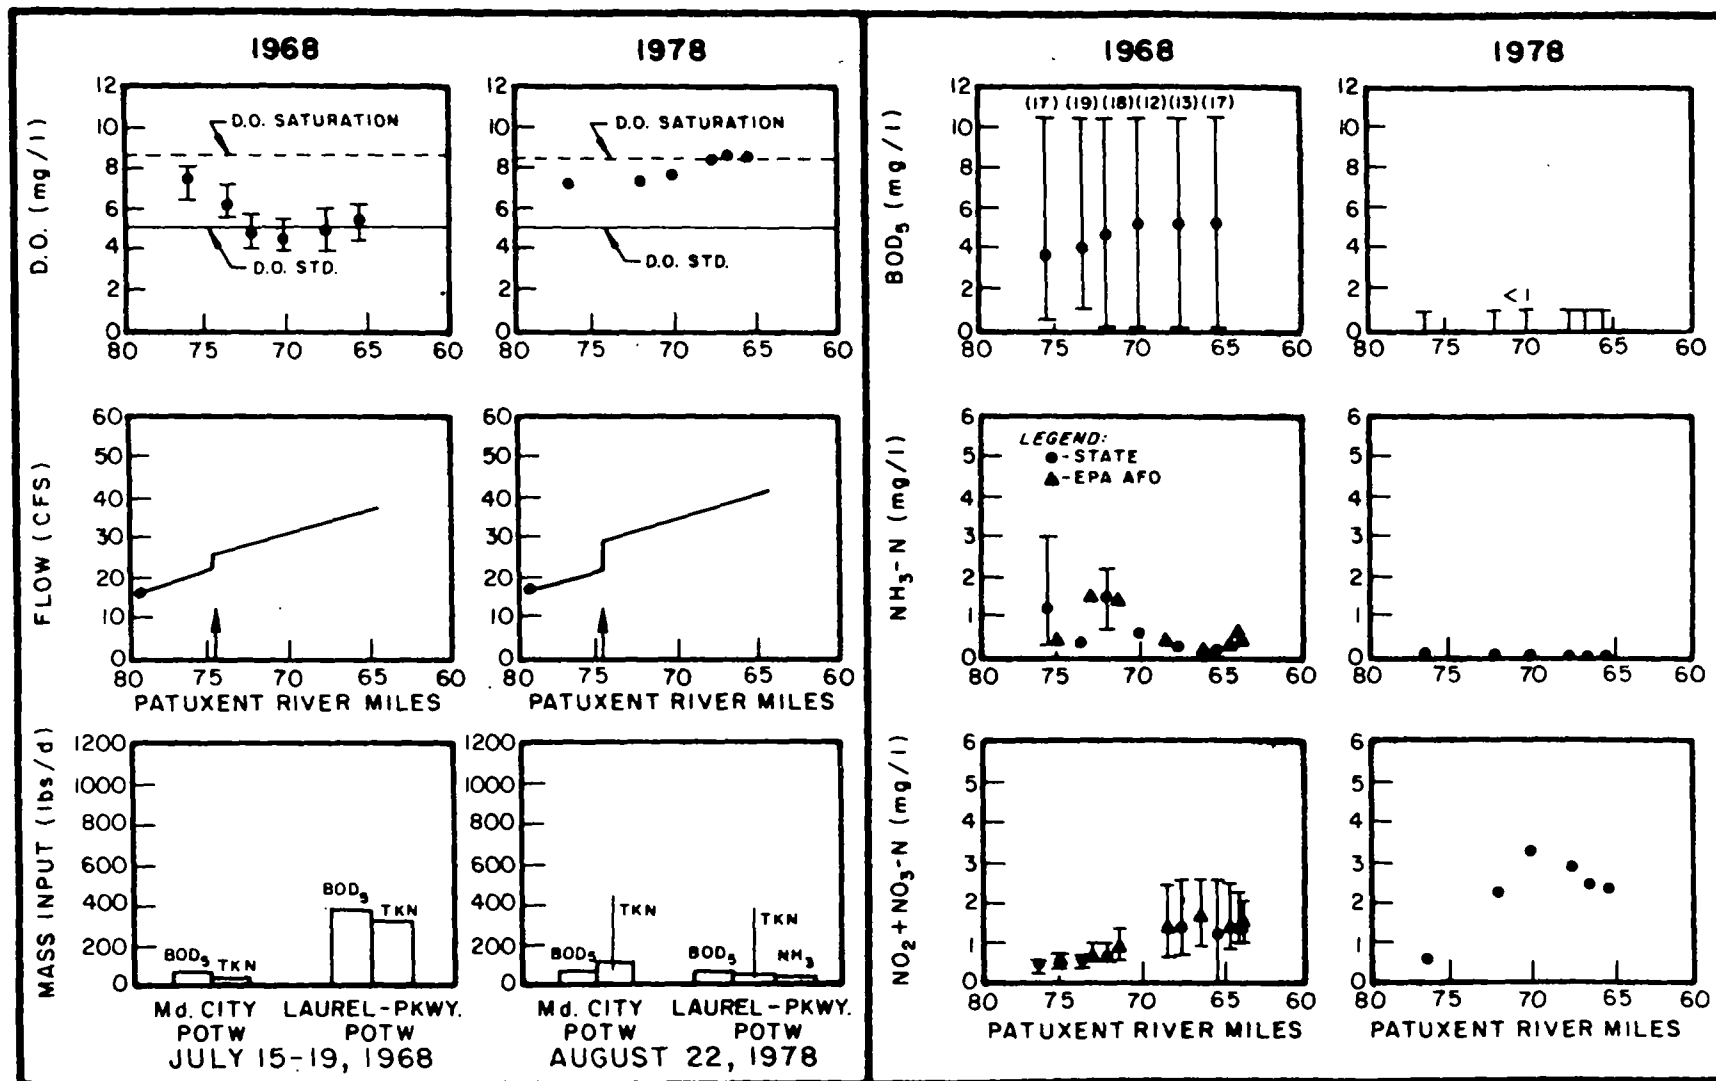 1968
1978
D.O. (mg/l)
12
10
8
6
4
2
0
D.O. SATURATION
D.O. STD.
80 75 70 65 60
12
10
8
6
4
2
0
D.O. SATURATION
D.O. STD.
80 75 70 65 60
FLOW (CFS)
60
50
40
30
20
10
0
80 75 70 65 60
PATUXENT RIVER MILES
60
50
40
30
20
10
0
80 75 70 65 60
PATUXENT RIVER MILES
MASS INPUT (lbs/d)
1200
1000
800
600
400
200
0
BOD5
TKN
BOD5
TKN
Md. CITY POTW
LAUREL-PKWY. POTW
JULY 15-19, 1968
1200
1000
800
600
400
200
0
BOD5
TKN
BOD5
TKN
NH3
Md. CITY POTW
LAUREL-PKWY. POTW
AUGUST 22, 1978
1968
1978
BOD5 (mg/l)
12
10
8
6
4
2
0
(17) (19) (18) (12) (13) (17)
80 75 70 65 60
12
10
8
6
4
2
0
<1
80 75 70 65 60
NH3-N (mg/l)
6
5
4
3
2
1
0
LEGEND:
-STATE
-EPA AFO
80 75 70 65 60
6
5
4
3
2
1
0
80 75 70 65 60
NO2+NO3-N (mg/l)
6
5
4
3
2
1
0
80 75 70 65 60
PATUXENT RIVER MILES
6
5
4
3
2
1
0
80 75 70 65 60
PATUXENT RIVER MILES